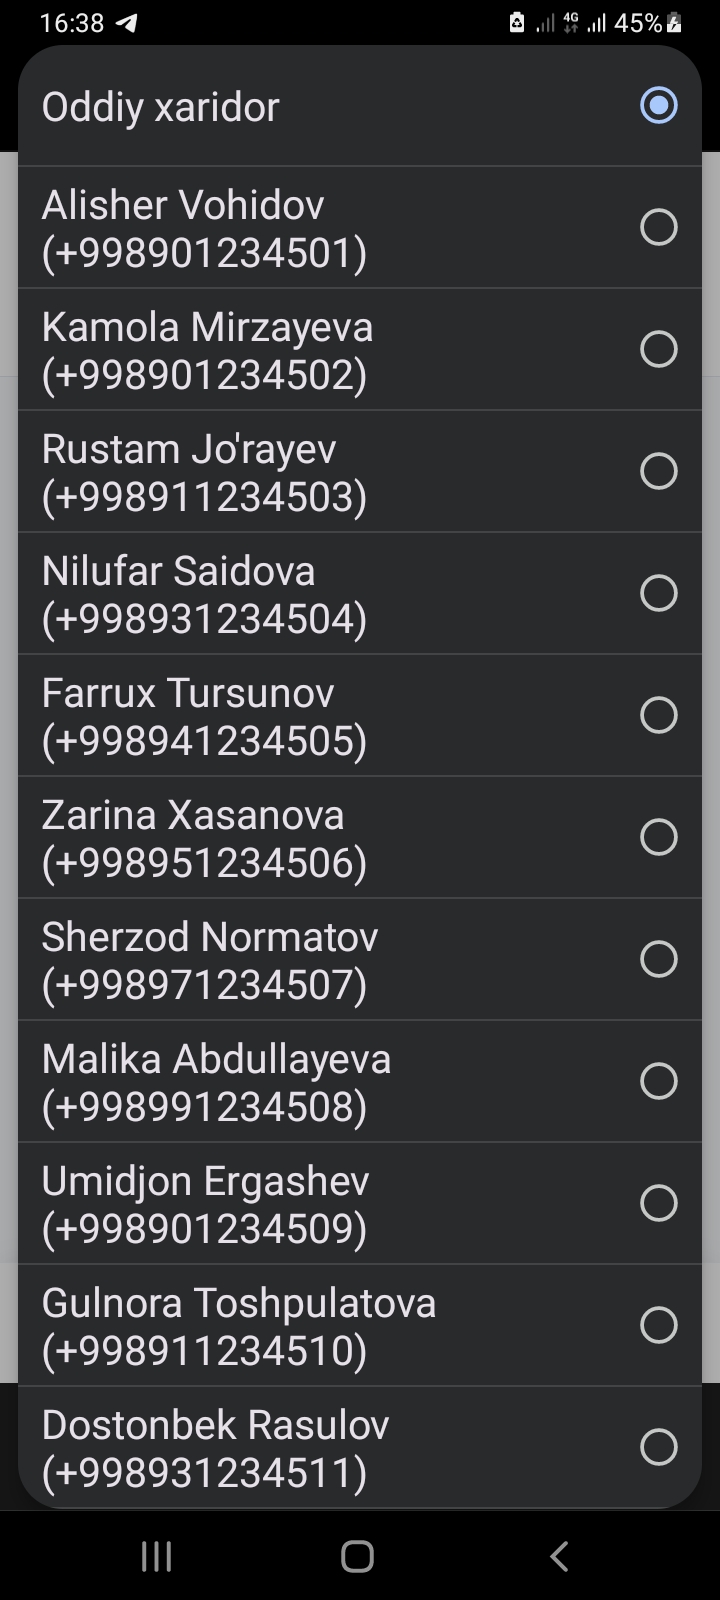 16:38
4G
45%
Oddiy xaridor
Alisher Vohidov
(+998901234501)
Kamola Mirzayeva
(+998901234502)
Rustam Jo'rayev
(+998911234503)
Nilufar Saidova
(+998931234504)
Farrux Tursunov
(+998941234505)
Zarina Xasanova
(+998951234506)
Sherzod Normatov
(+998971234507)
Malika Abdullayeva
(+998991234508)
Umidjon Ergashev
(+998901234509)
Gulnora Toshpulatova
(+998911234510)
Dostonbek Rasulov
(+998931234511)